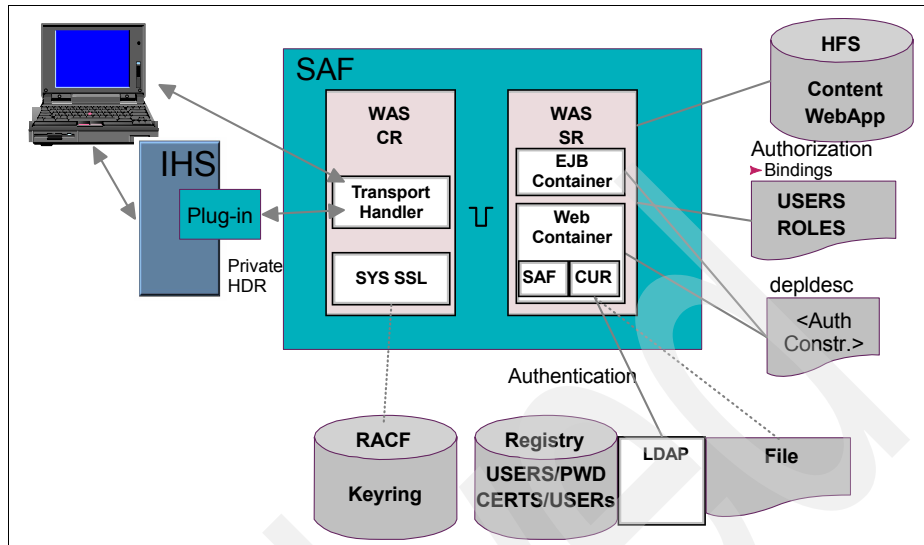 SAF
HFS
Content
WebApp
WAS
CR
WAS
SR
IHS
Plug-in
Private
HDR
Transport
Handler
SYS SSL
EJB
Container
Web
Container
SAF
CUR
Authorization
Bindings
USERS
ROLES
depldesc
<Auth
Constr.>
Authentication
RACF
Keyring
Registry
USERS/PWD
CERTS/USERs
LDAP
File